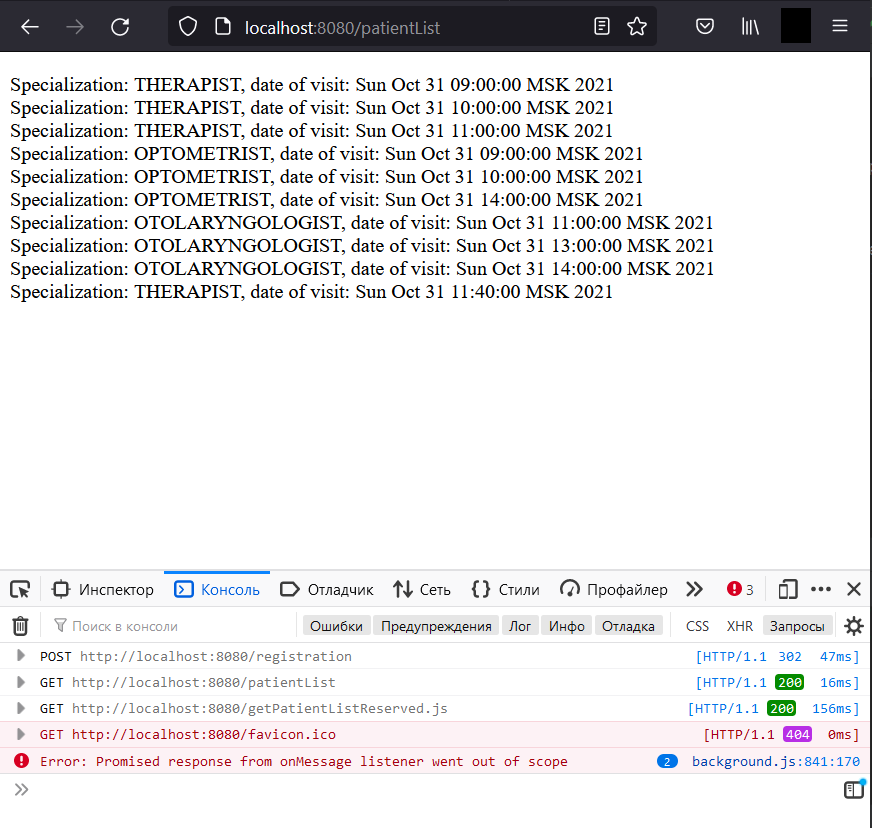 localhost:8080/patientList
Specialization: THERAPIST, date of visit: Sun Oct 31 09:00:00 MSK 2021
Specialization: THERAPIST, date of visit: Sun Oct 31 10:00:00 MSK 2021
Specialization: THERAPIST, date of visit: Sun Oct 31 11:00:00 MSK 2021
Specialization: OPTOMETRIST, date of visit: Sun Oct 31 09:00:00 MSK 2021
Specialization: OPTOMETRIST, date of visit: Sun Oct 31 10:00:00 MSK 2021
Specialization: OPTOMETRIST, date of visit: Sun Oct 31 14:00:00 MSK 2021
Specialization: OTOLARYNGOLOGIST, date of visit: Sun Oct 31 11:00:00 MSK 2021
Specialization: OTOLARYNGOLOGIST, date of visit: Sun Oct 31 13:00:00 MSK 2021
Specialization: OTOLARYNGOLOGIST, date of visit: Sun Oct 31 14:00:00 MSK 2021
Specialization: THERAPIST, date of visit: Sun Oct 31 11:40:00 MSK 2021
Инспектор Консоль Отладчик Сеть Стили Профайлер 3
Поиск в консоли Ошибки Предупреждения Лог Инфо Отладка CSS XHR Запросы
POST http://localhost:8080/registration [HTTP/1.1 302 47ms]
GET http://localhost:8080/patientList [HTTP/1.1 200 16ms]
GET http://localhost:8080/getPatientListReserved.js [HTTP/1.1 200 156ms]
GET http://localhost:8080/favicon.ico [HTTP/1.1 404 0ms]
Error: Promised response from onMessage listener went out of scope 2 background.js:841:170